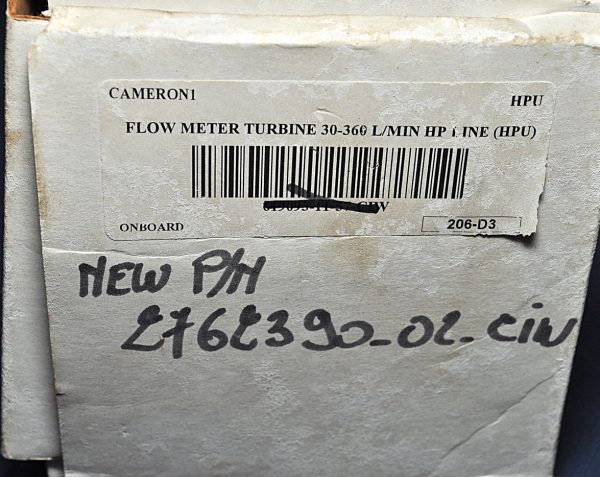 CAMERON1
HPU
FLOW METER TURBINE 30-360 L/MIN HP LINE (HPU)
ONBOARD
206-D3
NEW P/N
2762390-02-ciw